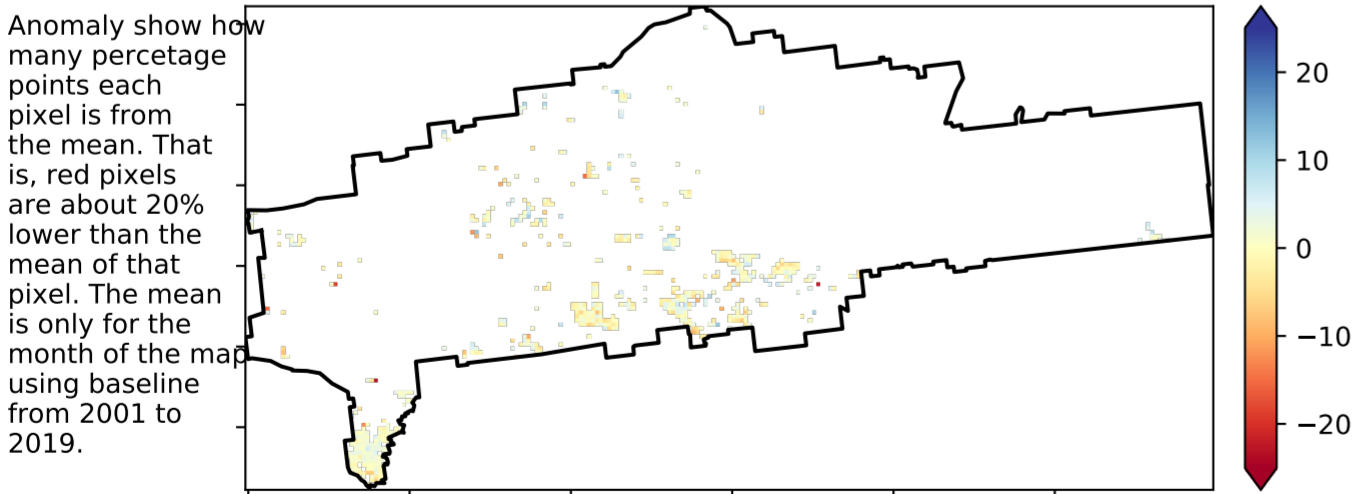 Anomaly show how
many percetage
points each
pixel is from
the mean. That
is, red pixels
are about 20%
lower than the
mean of that
pixel. The mean
is only for the
month of the map
using baseline
from 2001 to
2019.
20
10
0
−10
−20